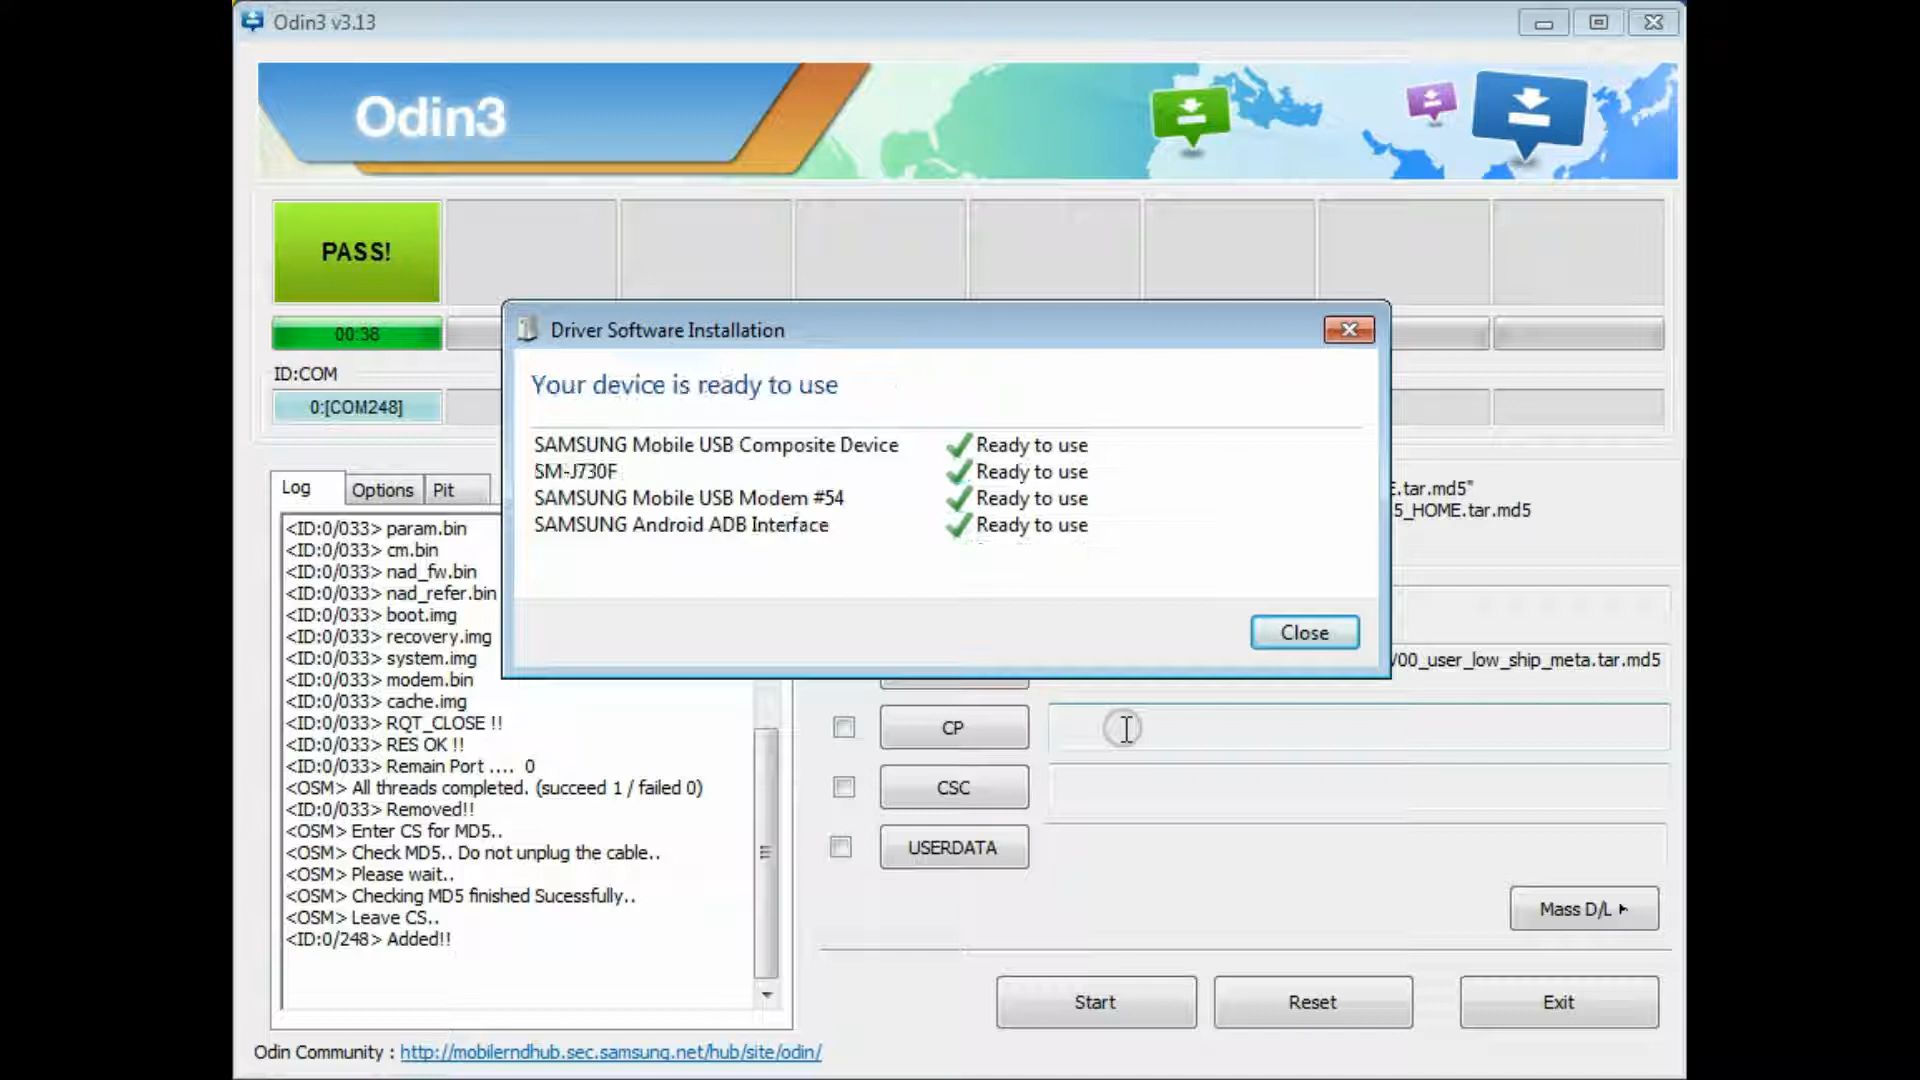 Odin3 v3.13
Odin3
PASS!
00:38
ID:COM
0:[COM248]
Driver Software Installation
Your device is ready to use
SAMSUNG Mobile USB Composite Device Ready to use
SM-J730F Ready to use
SAMSUNG Mobile USB Modem #54 Ready to use
SAMSUNG Android ADB Interface Ready to use
Close
Log Options Pit
<ID:0/033> param.bin
<ID:0/033> cm.bin
<ID:0/033> nad_fw.bin
<ID:0/033> nad_refer.bin
<ID:0/033> boot.img
<ID:0/033> recovery.img
<ID:0/033> system.img
<ID:0/033> modem.bin
<ID:0/033> cache.img
<ID:0/033> RQT_CLOSE !!
<ID:0/033> RES OK !!
<ID:0/033> Remain Port .... 0
<OSM> All threads completed. (succeed 1 / failed 0)
<ID:0/033> Removed!!
<OSM> Enter CS for MD5..
<OSM> Check MD5.. Do not unplug the cable..
<OSM> Please wait..
<OSM> Checking MD5 finished Sucessfully..
<OSM> Leave CS..
<ID:0/248> Added!!
E.tar.md5"
5_HOME.tar.md5
00_user_low_ship_meta.tar.md5
CP
CSC
USERDATA
Mass D/L
Start Reset Exit
Odin Community : http://mobilerndhub.sec.samsung.net/hub/site/odin/